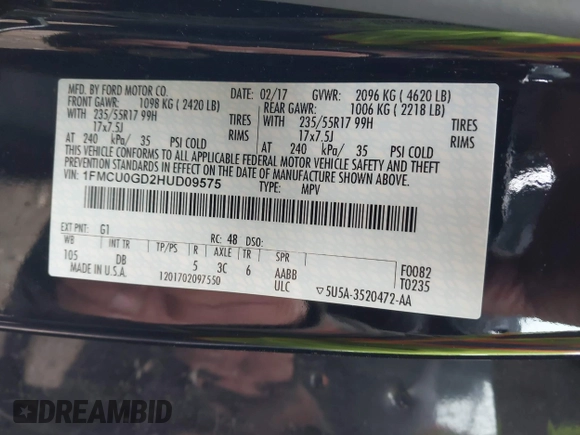 MFD. BY FORD MOTOR CO.
DATE: 02/17 GVWR: 2096 KG ( 4620 LB)
FRONT GAWR: 1098 KG ( 2420 LB) REAR GAWR: 1006 KG ( 2218 LB)
235/55R17 99H TIRES 235/55R17 99H TIRES
17x7.5J RIMS 17x7.5J RIMS
AT 240 kPa/ 35 PSI COLD AT 240 kPa/ 35 PSI COLD
THIS VEHICLE CONFORMS TO ALL APPLICABLE FEDERAL MOTOR VEHICLE SAFETY AND THEFT
PREVENTION STANDARDS IN EFFECT ON THE DATE OF MANUFACTURE SHOWN ABOVE.
VIN: 1FMCU0GD2HUD09575 TYPE: MPV
EXT PNT: G1 RC: 48 DSO:
WB INT TR TP/PS R AXLE TR SPR
105 DB 5 3C 6 AABB F0082
MADE IN U.S.A. 1201702097550 ULC T0235
▽5U5A-3520472-AA
DREAMBID